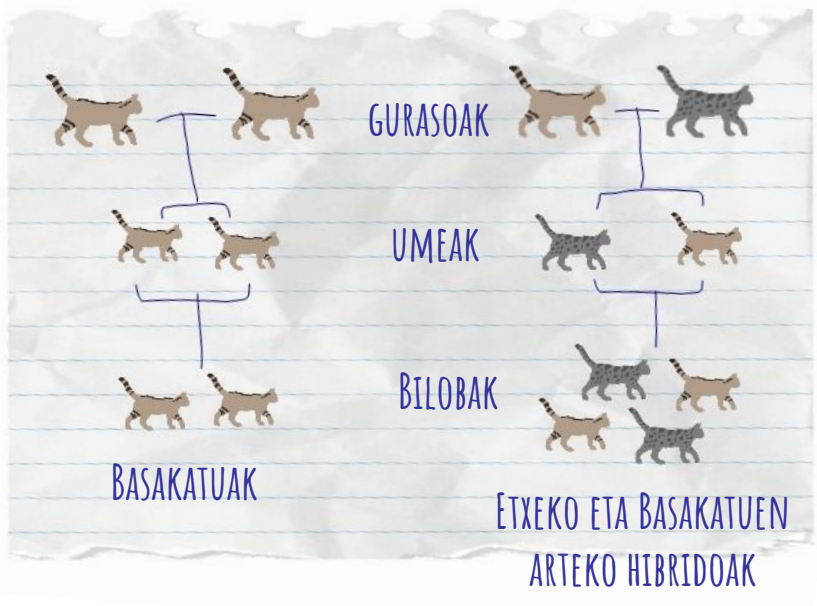 GURASOAK
UMEAK
BILOBAK
BASAKATUAK
ETXEKO ETA BASAKATUEN
ARTEKO HIBRIDOAK